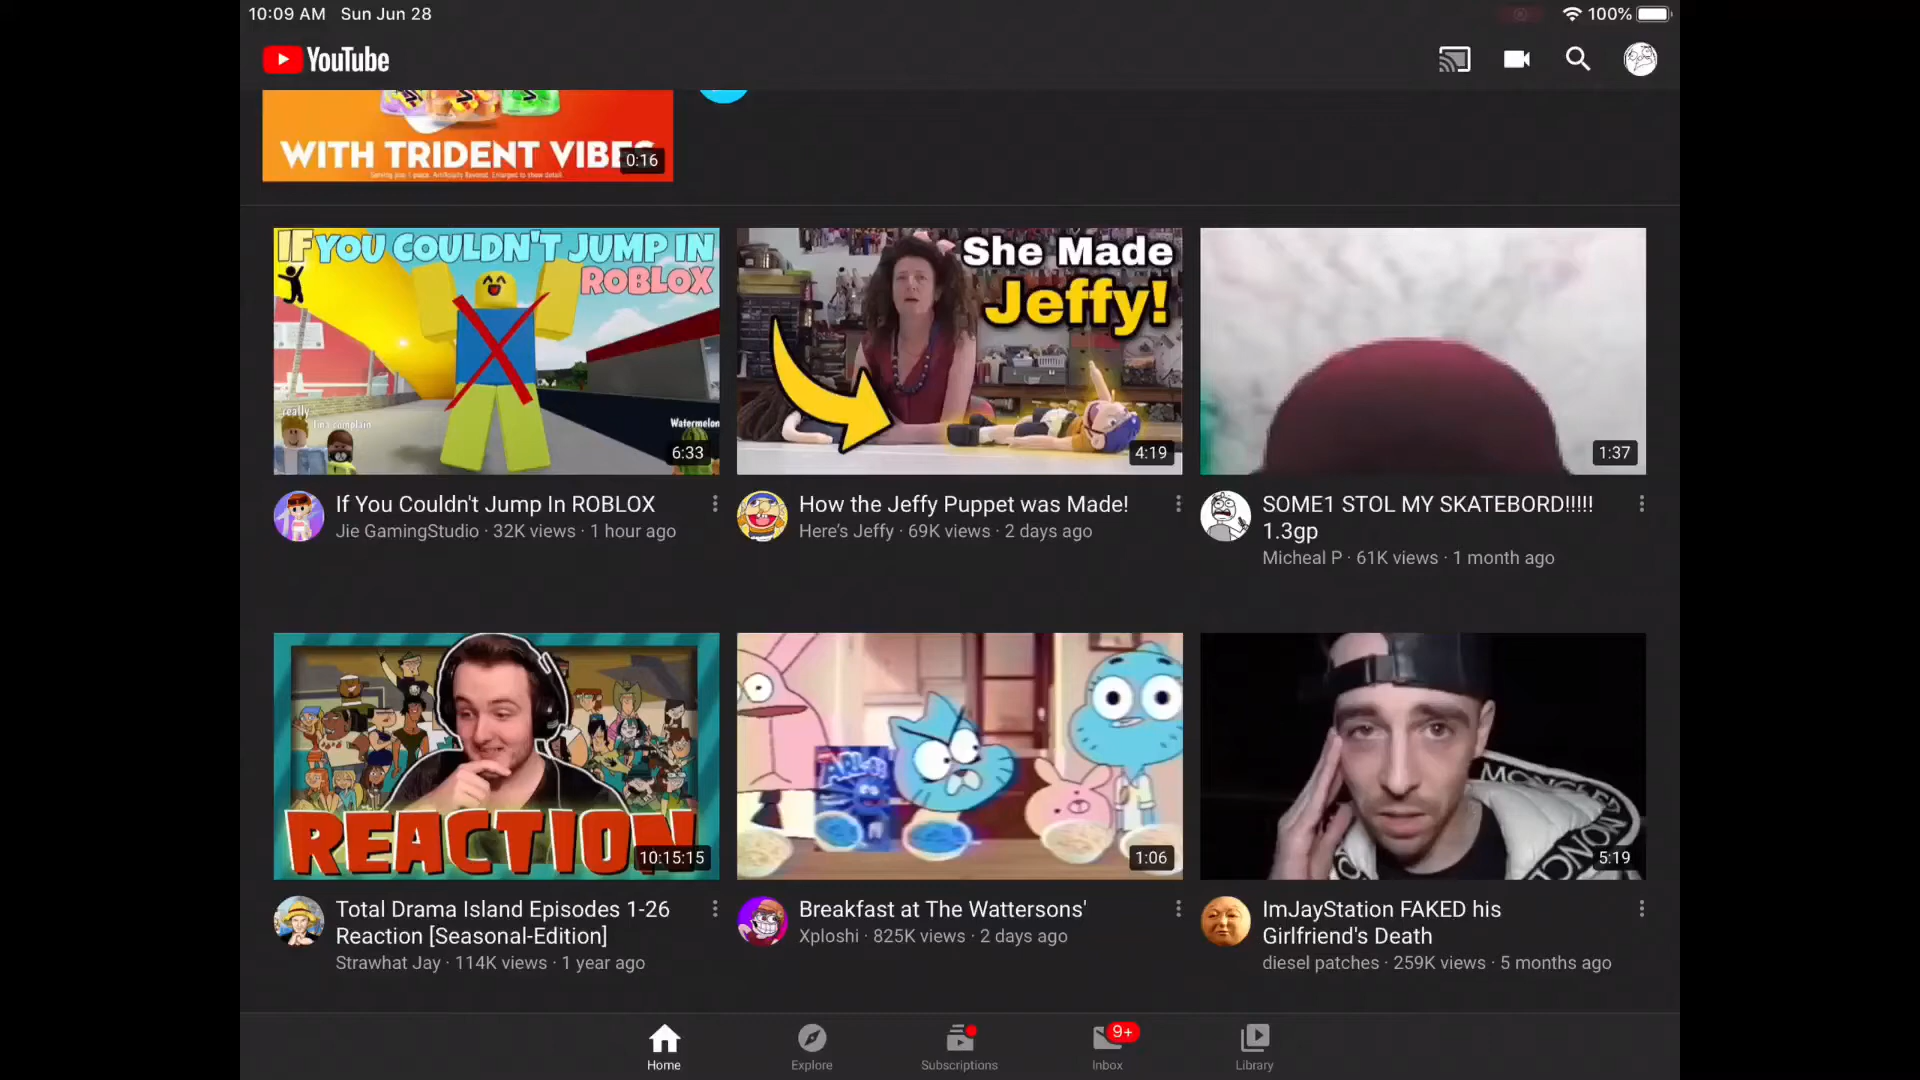 10:09 AM Sun Jun 28
100%
YouTube
WITH TRIDENT VIBES
0:16
IF YOU COULDN'T JUMP IN
ROBLOX
really
Watermelon
6:33
She Made
Jeffy!
4:19
1:37
If You Couldn't Jump In ROBLOX
Jie GamingStudio · 32K views · 1 hour ago
How the Jeffy Puppet was Made!
Here's Jeffy · 69K views · 2 days ago
SOME1 STOL MY SKATEBORD!!!!!
1.3gp
Micheal P · 61K views · 1 month ago
REACTION
10:15:15
1:06
MONCLER
5:19
Total Drama Island Episodes 1-26
Reaction [Seasonal-Edition]
Strawhat Jay · 114K views · 1 year ago
Breakfast at The Wattersons'
Xploshi · 825K views · 2 days ago
ImJayStation FAKED his
Girlfriend's Death
diesel patches · 259K views · 5 months ago
9+
Home
Explore
Subscriptions
Inbox
Library